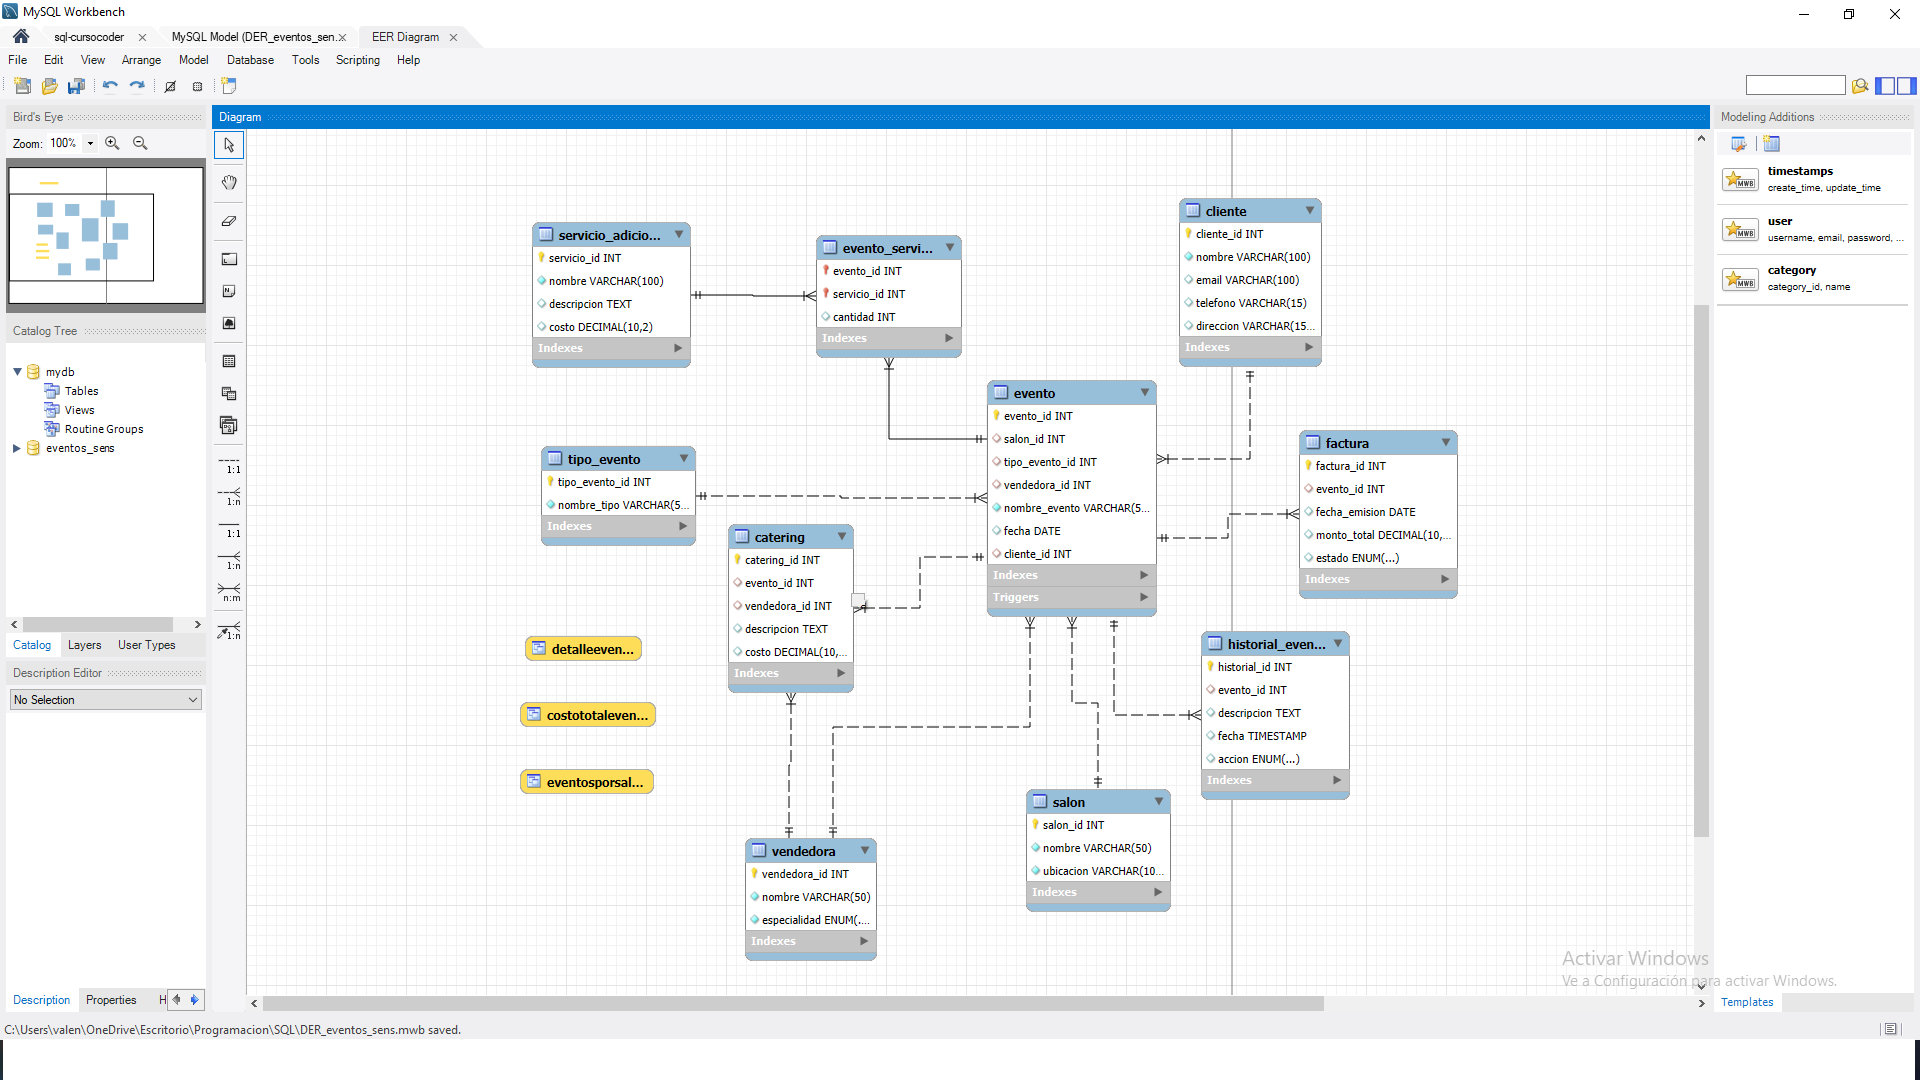 MySQL Workbench
sql-cursocoder
MySQL Model (DER_eventos_sen.
EER Diagram
File Edit View Arrange Model Database Tools Scripting Help
Bird's Eye
Zoom: 100%
Catalog Tree
mydb
Tables
Views
Routine Groups
eventos_sens
Catalog Layers User Types
Description Editor
No Selection
Description Properties H
Diagram
1:1
1:n
1:1
1:n
n:m
1:n
servicio_adicio...
servicio_id INT
nombre VARCHAR(100)
descripcion TEXT
costo DECIMAL(10,2)
Indexes
evento_servi...
evento_id INT
servicio_id INT
cantidad INT
Indexes
cliente
cliente_id INT
nombre VARCHAR(100)
email VARCHAR(100)
telefono VARCHAR(15)
direccion VARCHAR(15...
Indexes
evento
evento_id INT
salon_id INT
tipo_evento_id INT
vendedora_id INT
nombre_evento VARCHAR(5...
fecha DATE
cliente_id INT
Indexes
Triggers
factura
factura_id INT
evento_id INT
fecha_emision DATE
monto_total DECIMAL(10,...
estado ENUM(...)
Indexes
tipo_evento
tipo_evento_id INT
nombre_tipo VARCHAR(5...
Indexes
catering
catering_id INT
evento_id INT
vendedora_id INT
descripcion TEXT
costo DECIMAL(10,...
Indexes
detalleeven...
costototaleven...
eventosporsal...
historial_even...
historial_id INT
evento_id INT
descripcion TEXT
fecha TIMESTAMP
accion ENUM(...)
Indexes
salon
salon_id INT
nombre VARCHAR(50)
ubicacion VARCHAR(10...
Indexes
vendedora
vendedora_id INT
nombre VARCHAR(50)
especialidad ENUM(....
Indexes
Modeling Additions
MWB
timestamps
create_time, update_time
MWB
user
username, email, password, ...
MWB
category
category_id, name
Activar Windows
Ve a Configuración para activar Windows.
Templates
C:\Users\valen\OneDrive\Escritorio\Programacion\SQL\DER_eventos_sens.mwb saved.